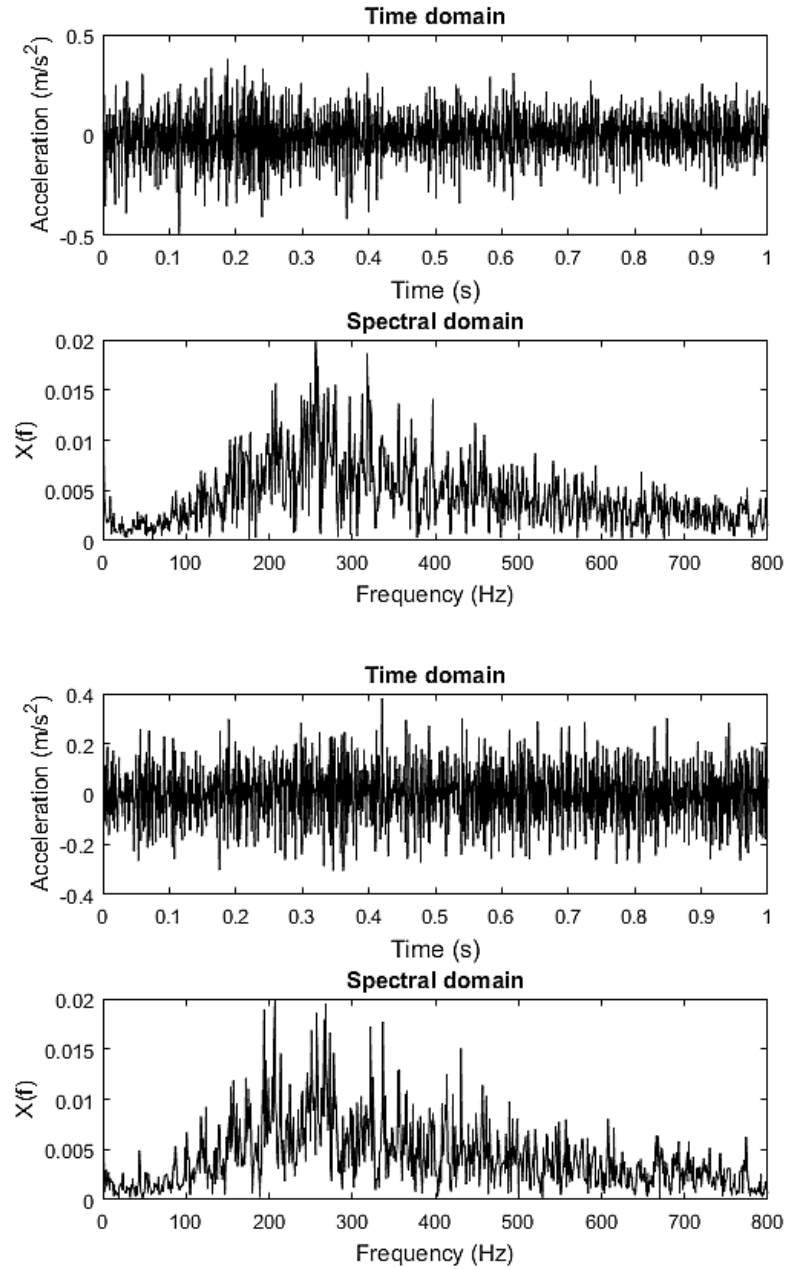 Time domain
Acceleration (m/s²)
0.5
0
-0.5
0 0.1 0.2 0.3 0.4 0.5 0.6 0.7 0.8 0.9 1
Time (s)
Spectral domain
X(f)
0.02
0.015
0.01
0.005
0
0 100 200 300 400 500 600 700 800
Frequency (Hz)
Time domain
Acceleration (m/s²)
0.4
0.2
0
-0.2
-0.4
0 0.1 0.2 0.3 0.4 0.5 0.6 0.7 0.8 0.9 1
Time (s)
Spectral domain
X(f)
0.02
0.015
0.01
0.005
0
0 100 200 300 400 500 600 700 800
Frequency (Hz)